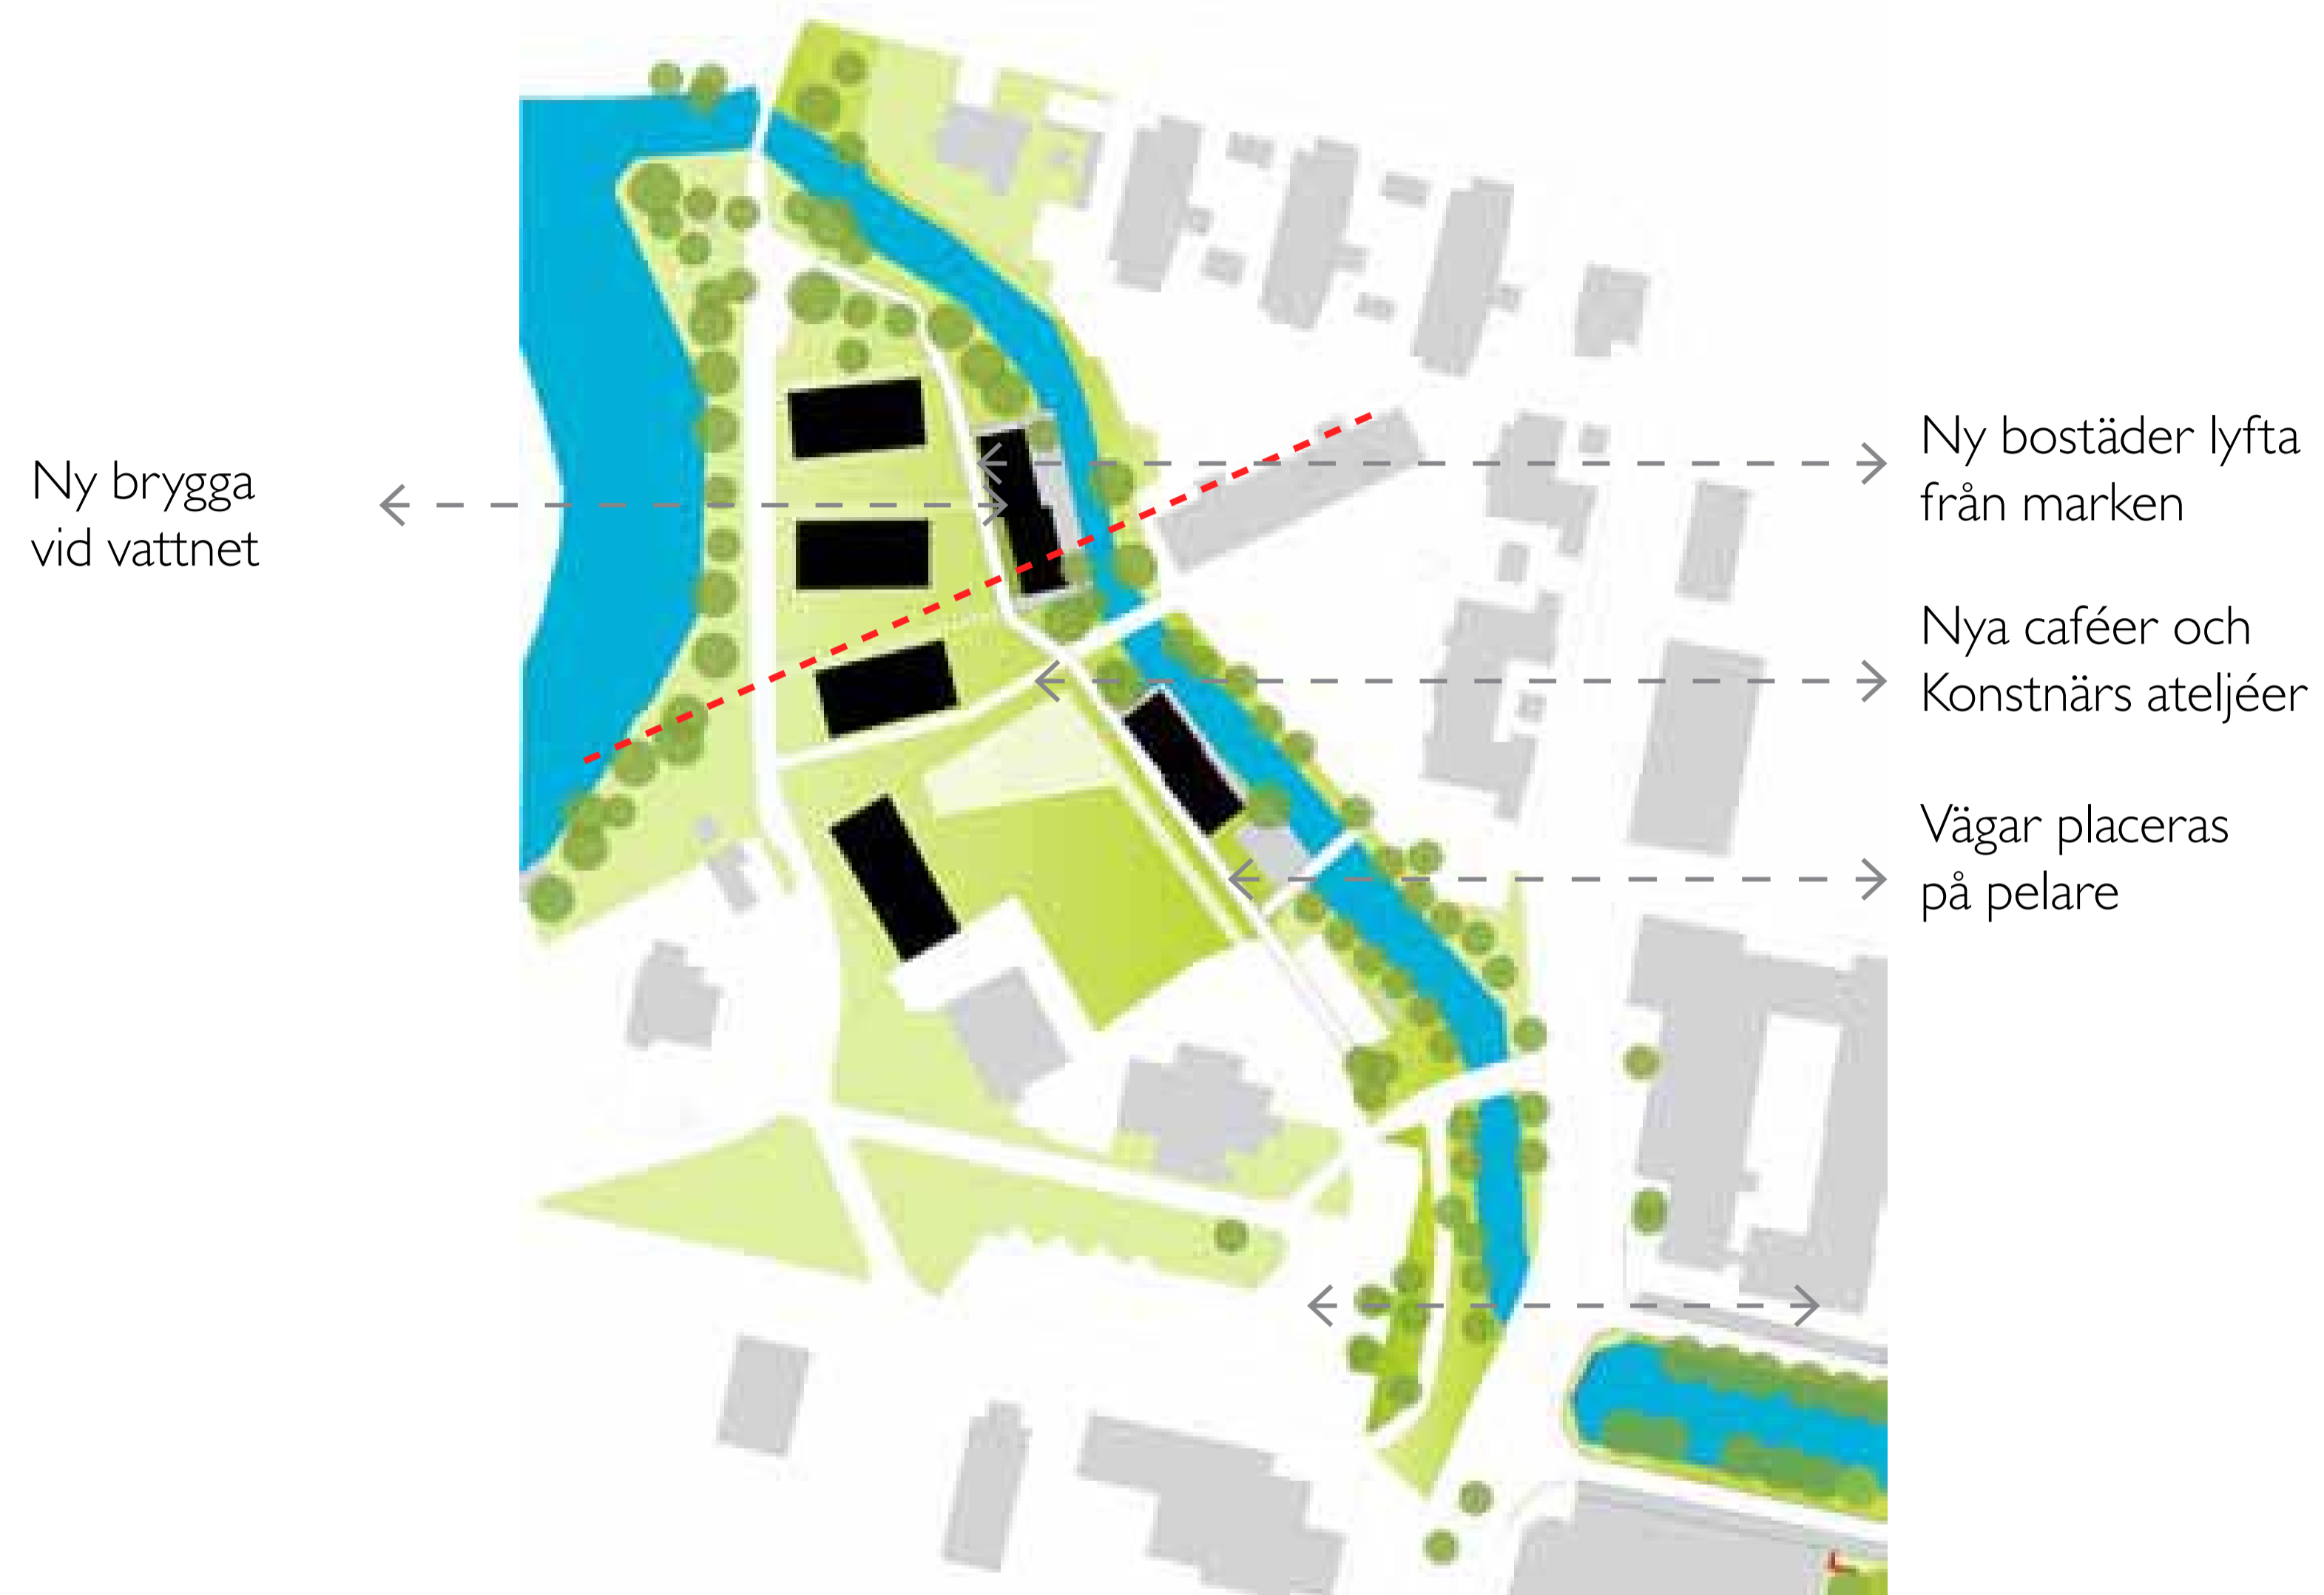 Ny brygga
vid vattnet
Ny bostäder lyfta
från marken
Nya caféer och
Konstnärs ateljéer
Vägar placeras
på pelare